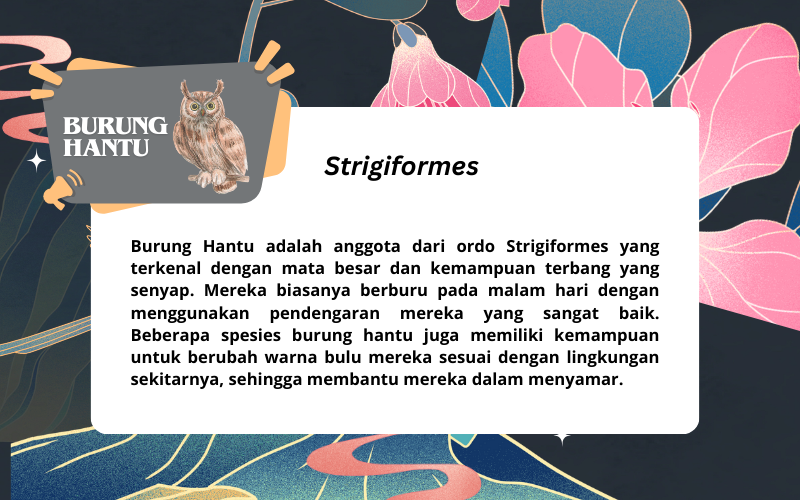 BURUNG
HANTU
Strigiformes
Burung Hantu adalah anggota dari ordo Strigiformes yang
terkenal dengan mata besar dan kemampuan terbang yang
senyap. Mereka biasanya berburu pada malam hari dengan
menggunakan pendengaran mereka yang sangat baik.
Beberapa spesies burung hantu juga memiliki kemampuan
untuk berubah warna bulu mereka sesuai dengan lingkungan
sekitarnya, sehingga membantu mereka dalam menyamar.